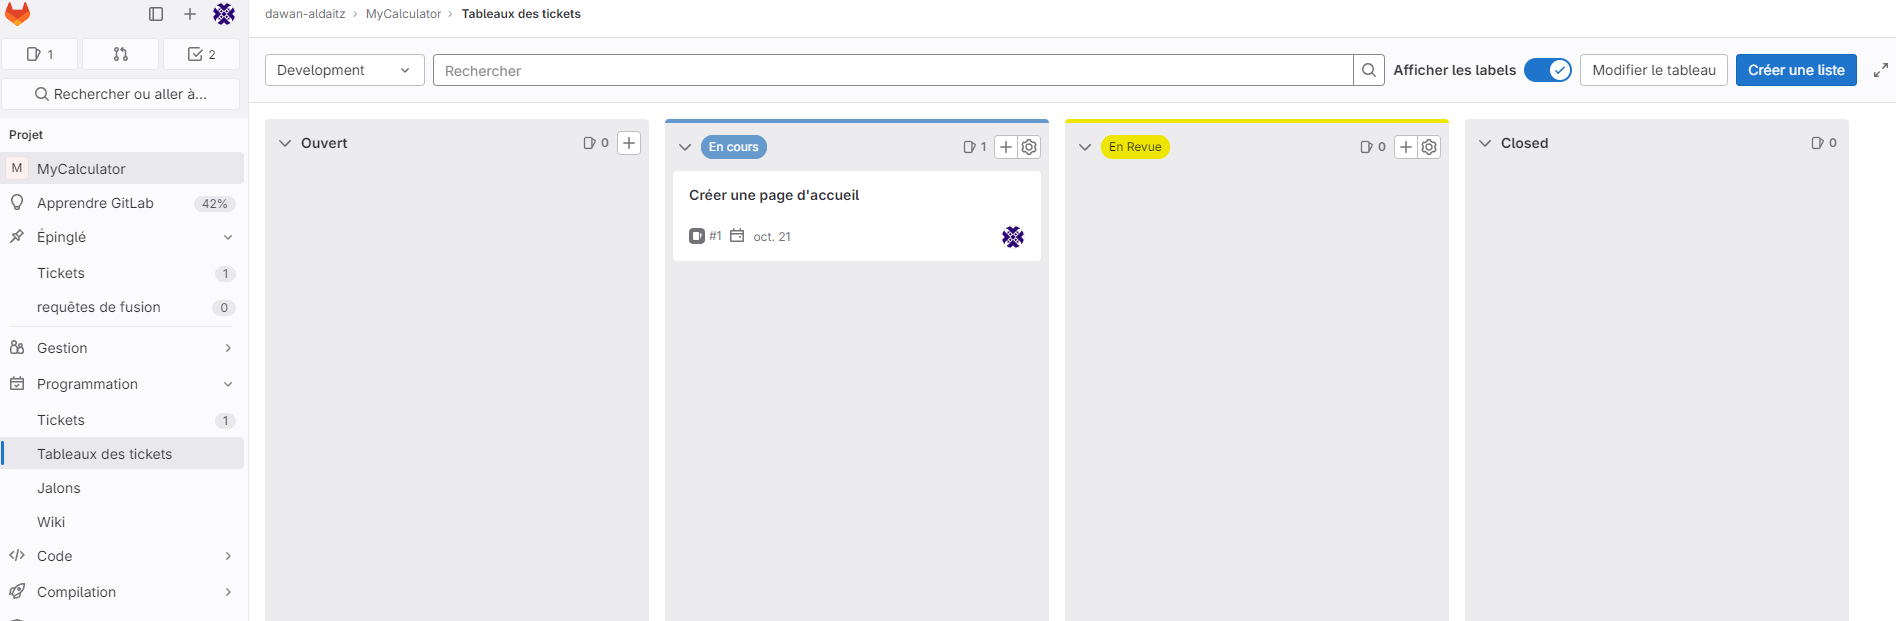 dawan-aldaitz › MyCalculator › Tableaux des tickets
1
2
Rechercher ou aller à...
Projet
M MyCalculator
Apprendre GitLab 42%
Épinglé
Tickets 1
requêtes de fusion 0
Gestion
Programmation
Tickets 1
Tableaux des tickets
Jalons
Wiki
Code
Compilation
Development
Rechercher
Afficher les labels
Modifier le tableau
Créer une liste
Ouvert 0
En cours 1
Créer une page d'accueil
#1 oct. 21
En Revue 0
Closed 0